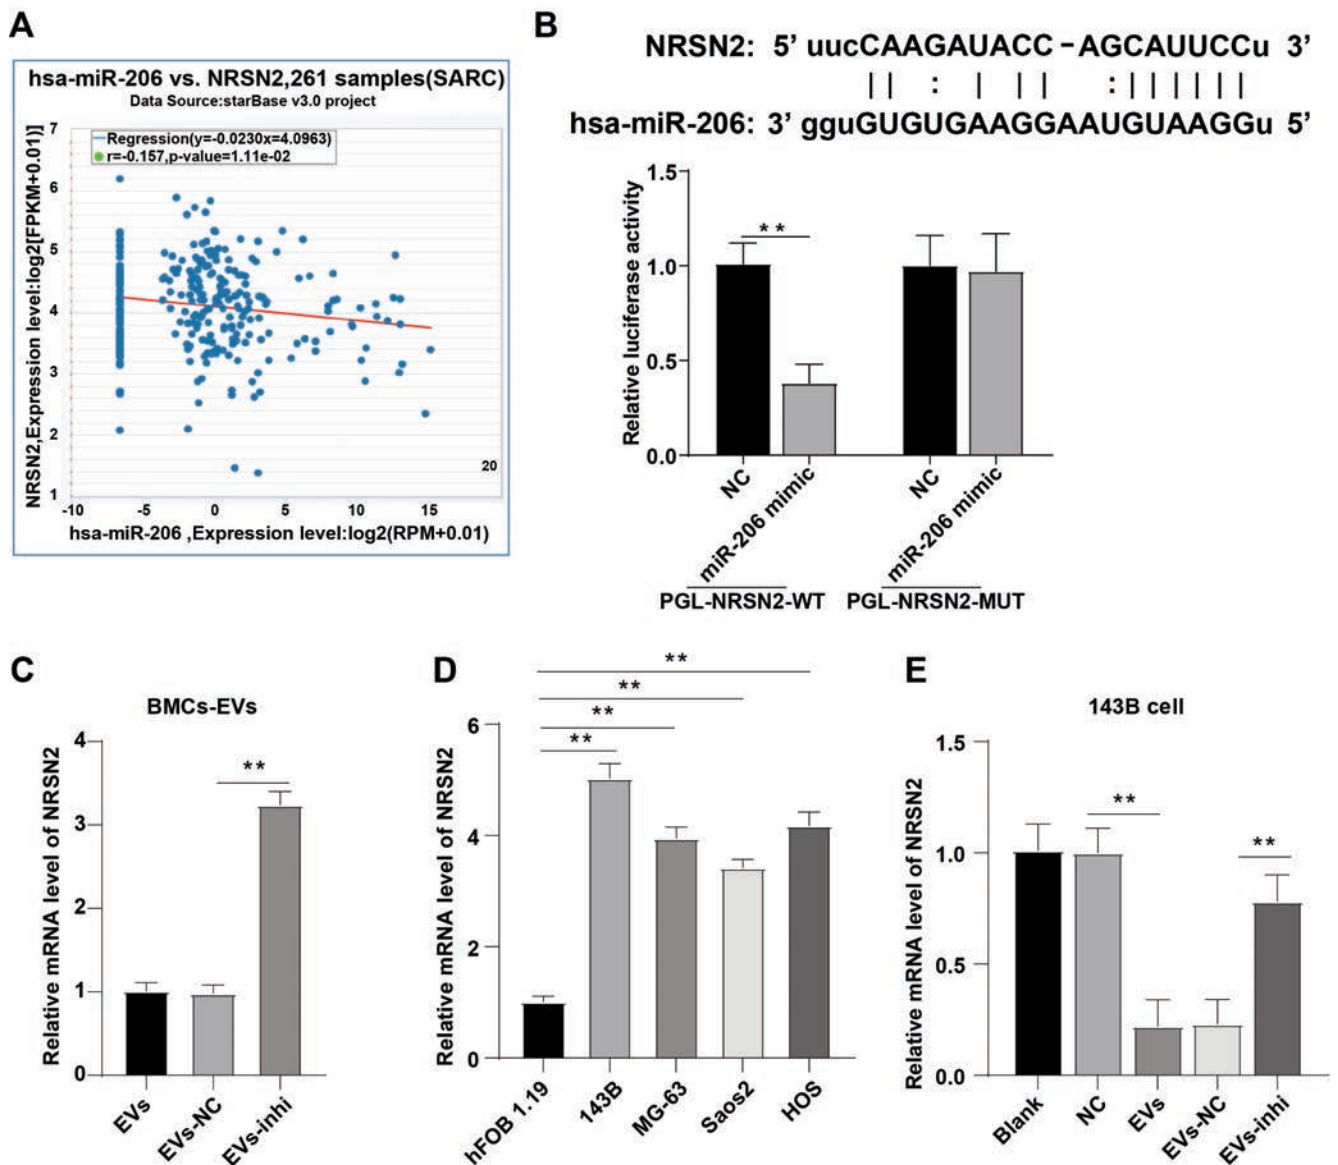 A
hsa-miR-206 vs. NRSN2,261 samples(SARC)
Data Source:starBase v3.0 project
Regression(y=-0.0230x=4.0963)
r=-0.157,p-value=1.11e-02
NRSN2,Expression level:log2[FPKM+0.01)]
7
6
5
4
3
2
1
20
-10 -5 0 5 10 15
hsa-miR-206 ,Expression level:log2(RPM+0.01)
B
NRSN2: 5' uucCAAGAUACC -AGCAUUCCu 3'
|| : | || :||||||
hsa-miR-206: 3' gguGUGUGAAGGAAUGUAAGGu 5'
Relative luciferase activity
1.5
1.0
0.5
0.0
**
NC
miR-206 mimic
NC
miR-206 mimic
PGL-NRSN2-WT PGL-NRSN2-MUT
C
BMCs-EVs
Relative mRNA level of NRSN2
4
3
2
1
0
**
EVs
EVs-NC
EVs-inhi
D
Relative mRNA level of NRSN2
6
4
2
0
**
**
**
**
hFOB 1.19
143B
MG-63
Saos2
HOS
E
143B cell
Relative mRNA level of NRSN2
1.5
1.0
0.5
0.0
**
**
Blank
NC
EVs
EVs-NC
EVs-inhi